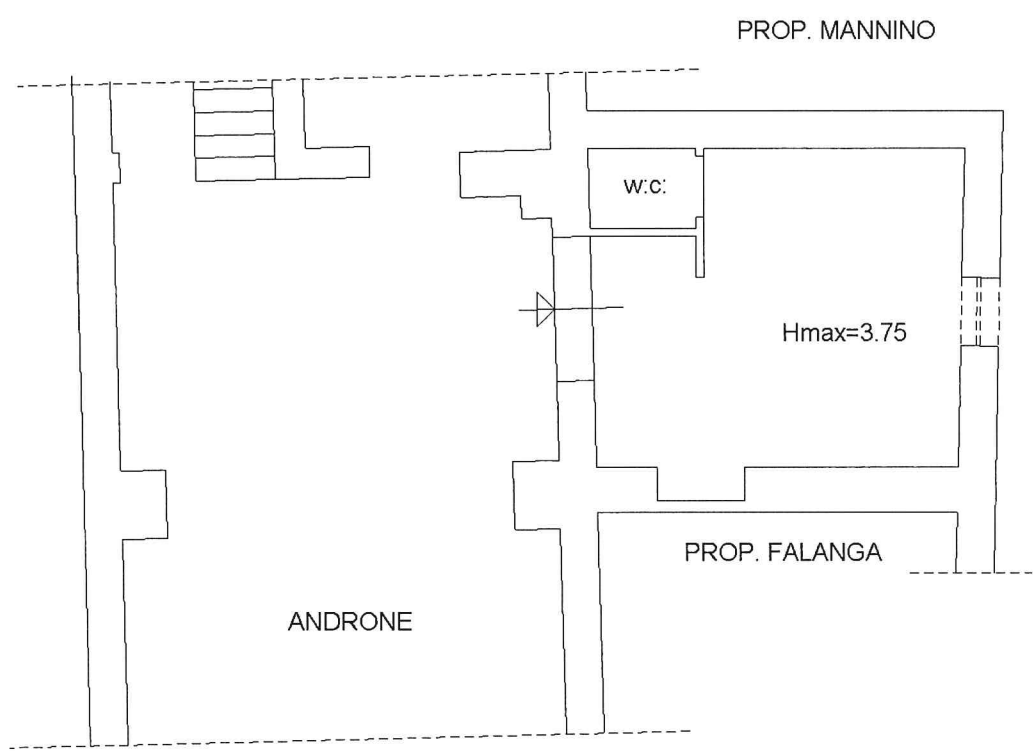 PROP. MANNINO
w:c:
Hmax=3.75
PROP. FALANGA
ANDRONE